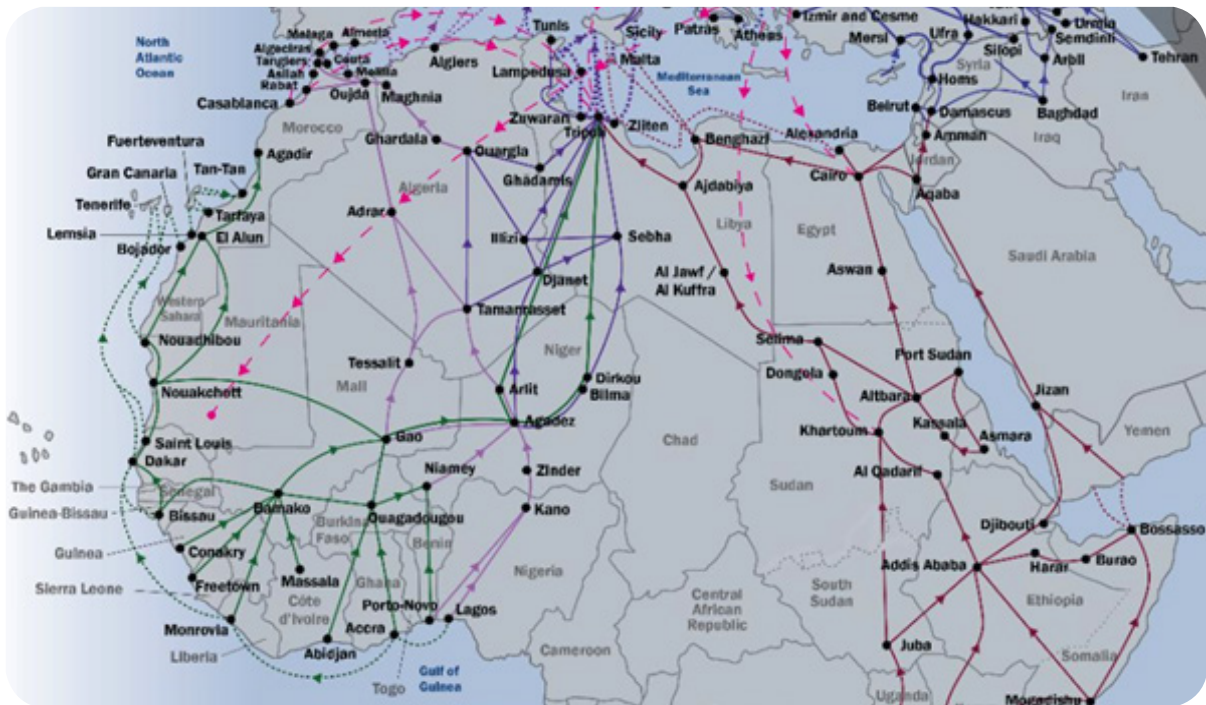 Tunis
Sicily
Patras
Athens
Izmir and Cesme
Hakkari
Urmia
Malaga
Almeria
Mersi
Ufra
Silopi
Semdinli
North
Atlantic
Ocean
Algeciras
Tangiers
Ceuta
Algiers
Lampedusa
Malta
Mediterranean
Sea
Syria
Arbil
Tehran
Asilah
Melilla
Rabat
Oujda
Maghnia
Homs
Iran
Casablanca
Beirut
Damascus
Baghdad
Zuwaran
Tripoli
Zliten
Morocco
Benghazi
Alexandria
Amman
Iraq
Fuerteventura
Ghardala
Ouargla
Agadir
Jordan
Gran Canaria
Tan-Tan
Ghadamis
Cairo
Ajdabiya
Aqaba
Algeria
Tenerife
Tarfaya
Adrar
Libya
Egypt
Lemsia
El Alun
Illizi
Sebha
Bojador
Saudi Arabia
Djanet
Al Jawf /
Al Kuffra
Aswan
Western
Sahara
Mauritania
Tamanrasset
Nouadhibou
Selima
Niger
Port Sudan
Tessalit
Dongola
Mali
Arlit
Dirkou
Bilma
Nouakchott
Altbara
Jizan
Agadez
Kassala
Khartoum
Asmara
Yemen
Saint Louis
Gao
Chad
Dakar
Niamey
Zinder
Al Qadarif
The Gambia
Senegal
Sudan
Guinea-Bissau
Bissau
Bamako
Ouagadougou
Kano
Burkina
Faso
Djibouti
Bossasso
Benin
Guinea
Conakry
Addis Ababa
Harar
Burao
Freetown
Massala
Ghana
Nigeria
Sierra Leone
Côte
d'Ivoire
South
Sudan
Ethiopia
Central
African
Republic
Porto-Novo
Lagos
Monrovia
Accra
Juba
Liberia
Abidjan
Cameroon
Somalia
Gulf of
Guinea
Togo
Uganda
Mogadishu